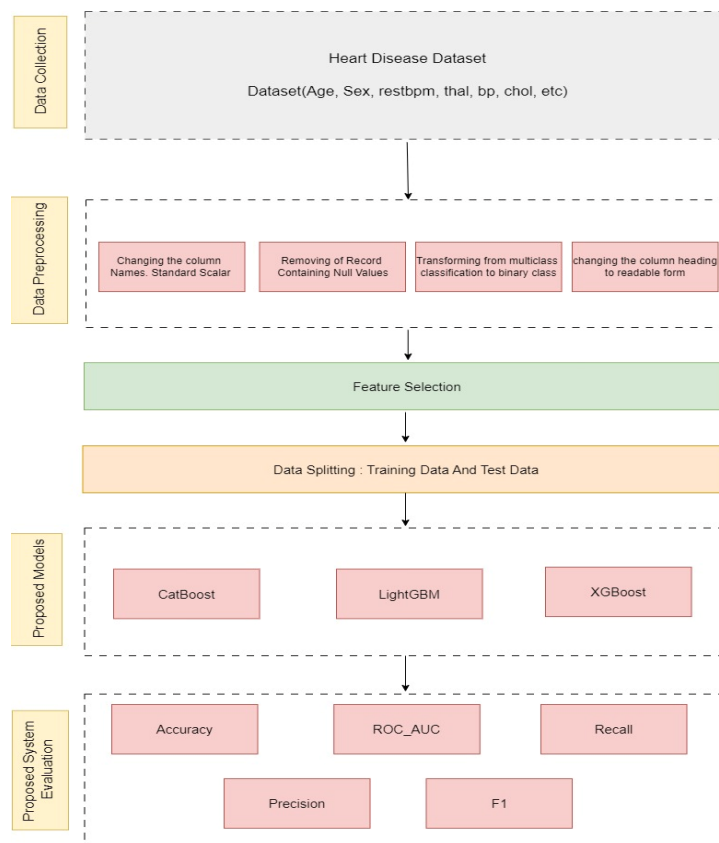 Data Collection
Heart Disease Dataset
Dataset(Age, Sex, restbpm, thal, bp, chol, etc)
Data Preprocessing
Changing the column
Names. Standard Scalar
Removing of Record
Containing Null Values
Transforming from multiclass
classification to binary class
changing the column heading
to readable form
Feature Selection
Data Splitting : Training Data And Test Data
Proposed Models
CatBoost
LightGBM
XGBoost
Proposed System
Evaluation
Accuracy
ROC_AUC
Recall
Precision
F1